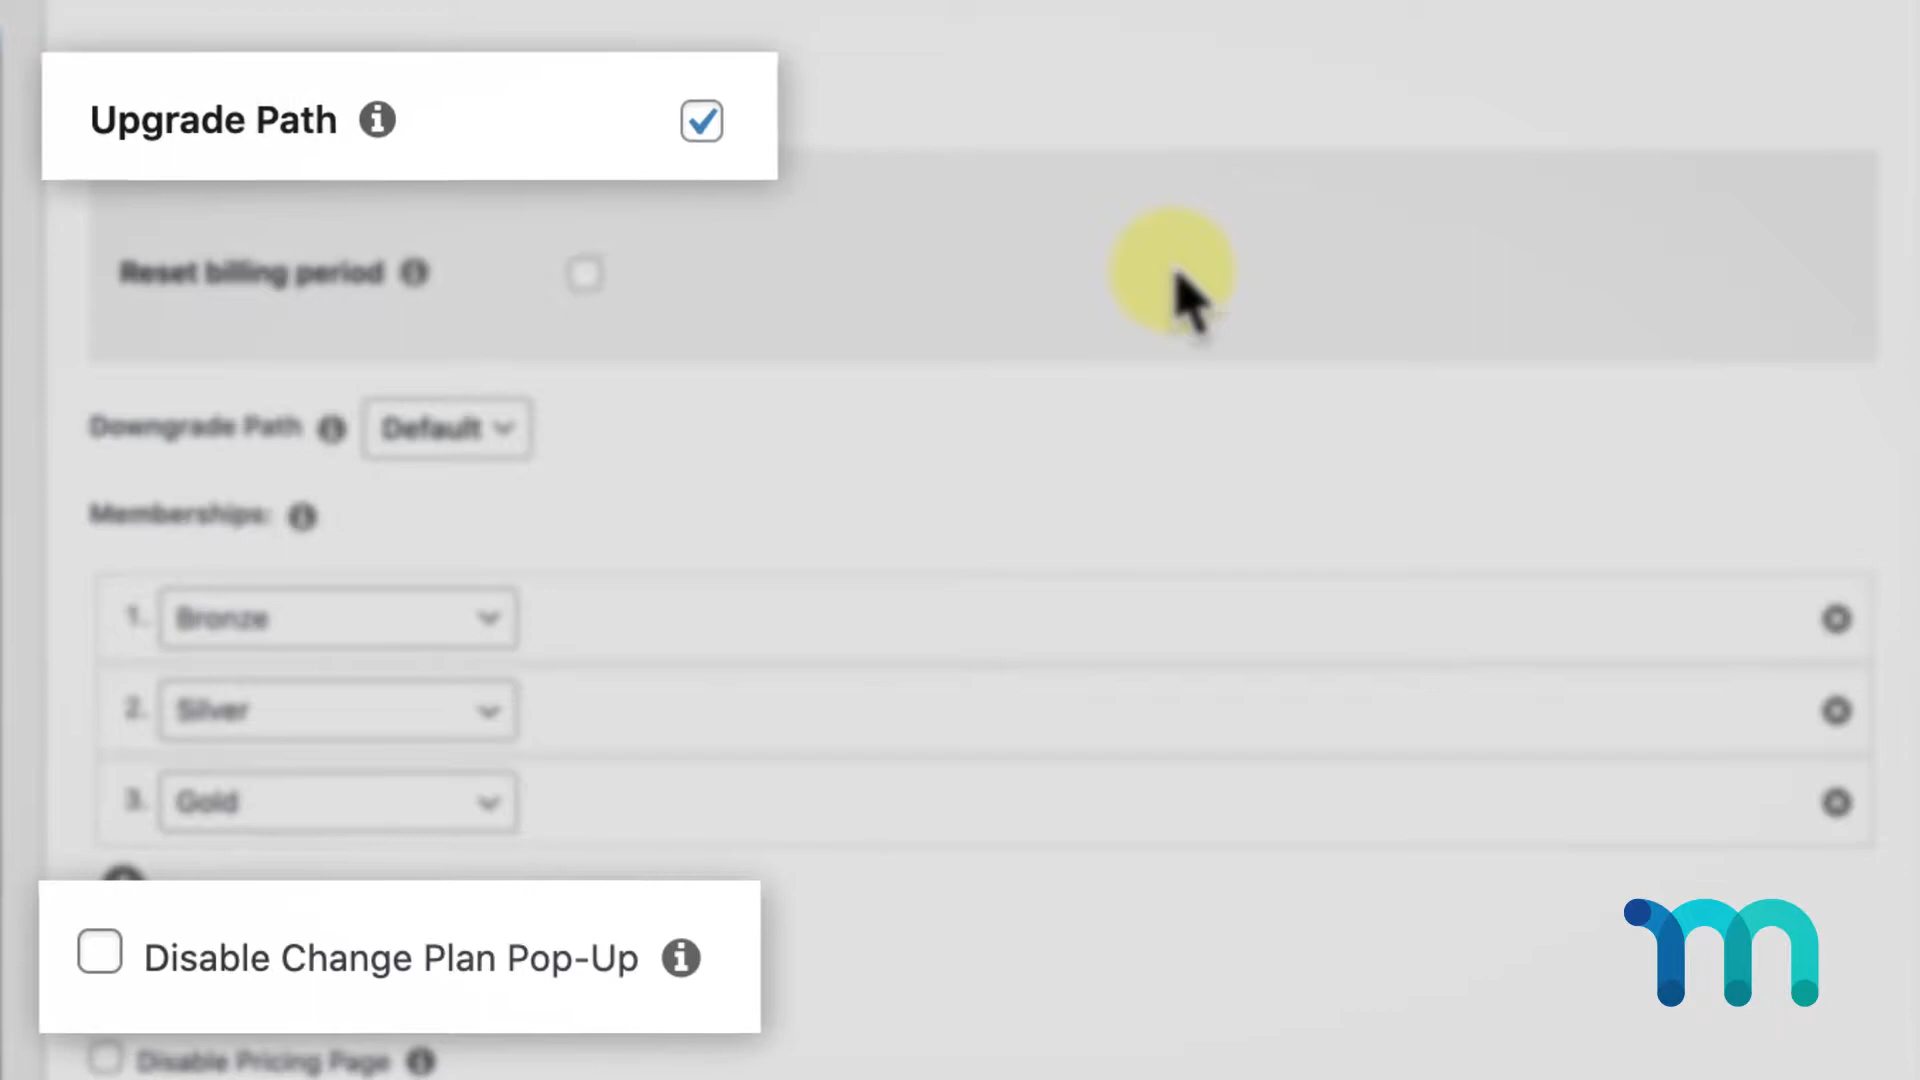 Upgrade Path
Reset billing period
Downgrade Path Default
Memberships:
1. Bronze
2. Silver
3. Gold
Disable Change Plan Pop-Up
Disable Pricing Page